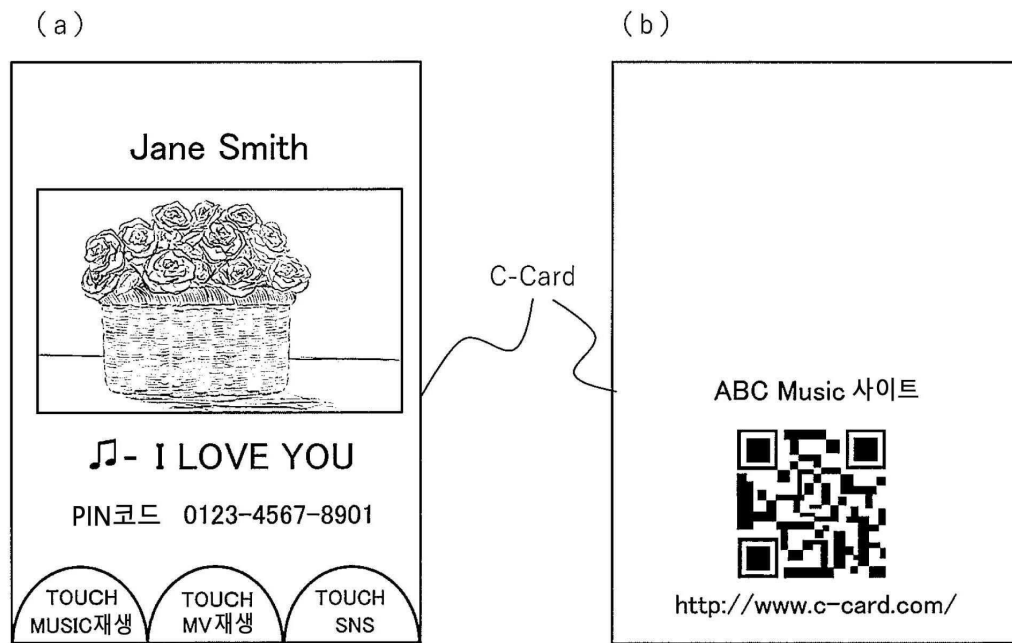 (a)
Jane Smith
♫- I LOVE YOU
PIN코드 0123-4567-8901
TOUCH
MUSIC재생
TOUCH
MV재생
TOUCH
SNS
C-Card
(b)
ABC Music 사이트
http://www.c-card.com/